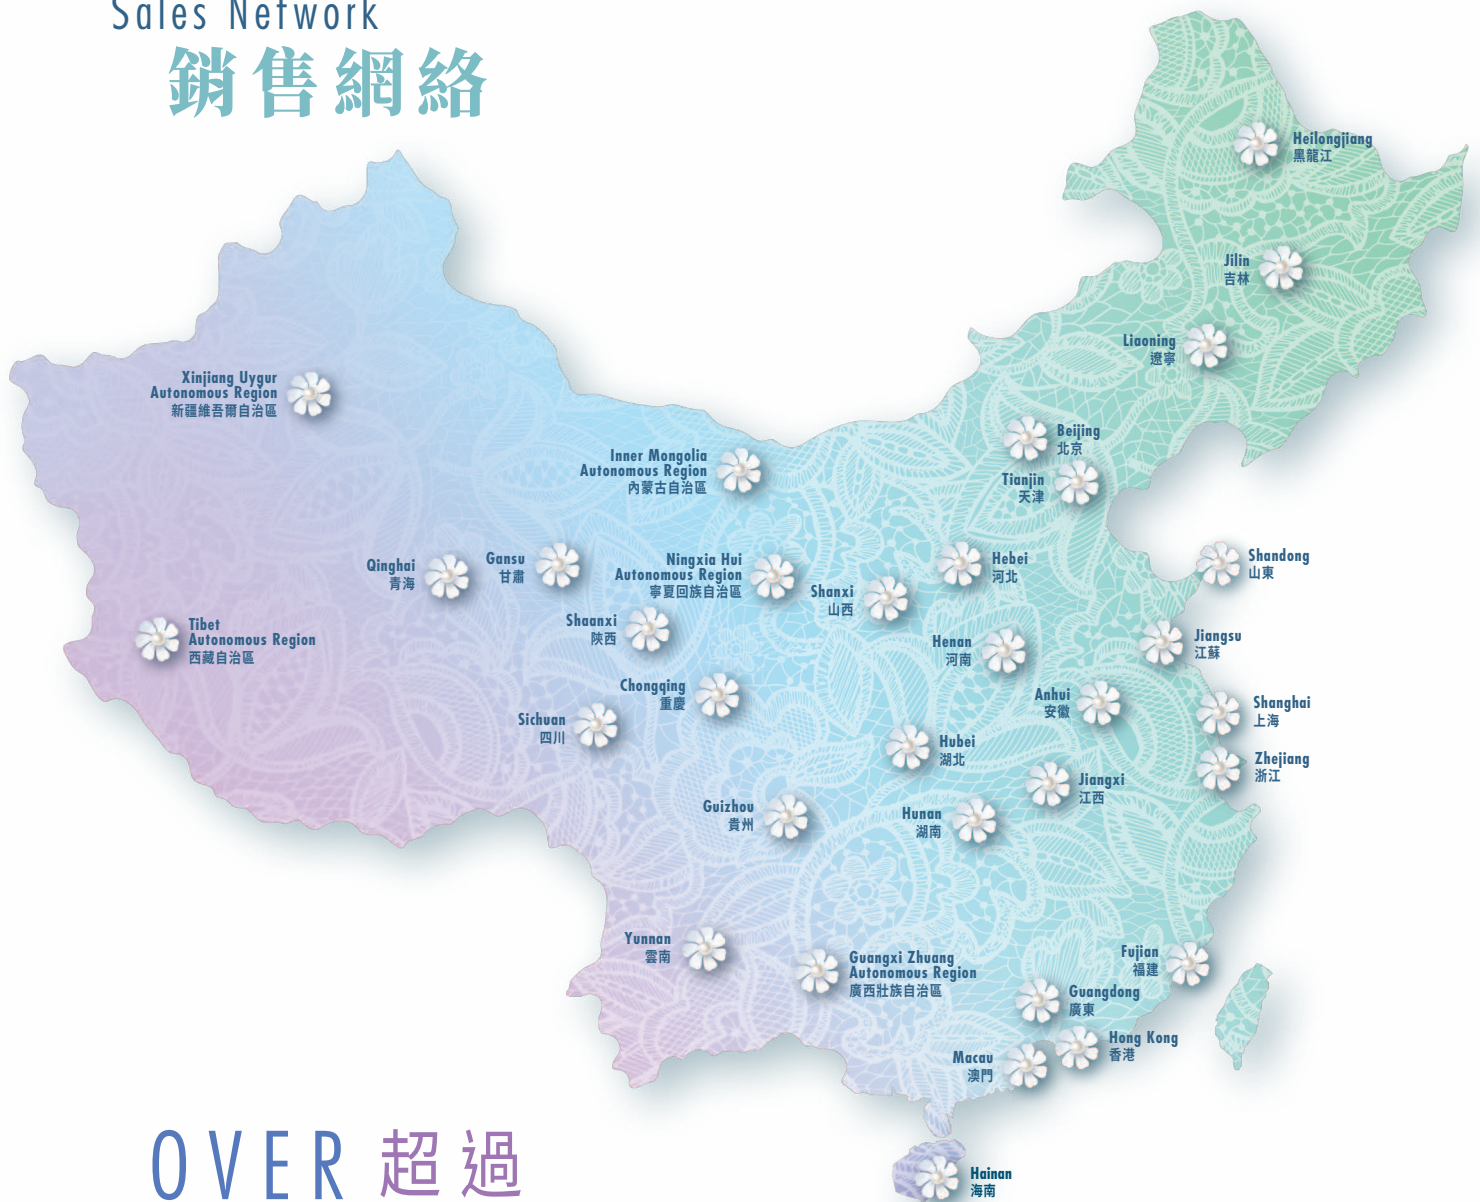 Sales Network
銷售網絡
Heilongjiang
黑龍江
Jilin
吉林
Liaoning
遼寧
Xinjiang Uygur
Autonomous Region
新疆維吾爾自治區
Beijing
北京
Inner Mongolia
Autonomous Region
內蒙古自治區
Tianjin
天津
Qinghai
青海
Gansu
甘肅
Ningxia Hui
Autonomous Region
寧夏回族自治區
Shanxi
山西
Hebei
河北
Shandong
山東
Tibet
Autonomous Region
西藏自治區
Shaanxi
陝西
Henan
河南
Jiangsu
江蘇
Chongqing
重慶
Anhui
安徽
Shanghai
上海
Sichuan
四川
Hubei
湖北
Zhejiang
浙江
Jiangxi
江西
Guizhou
貴州
Hunan
湖南
Yunnan
雲南
Guangxi Zhuang
Autonomous Region
廣西壯族自治區
Fujian
福建
Guangdong
廣東
Hong Kong
香港
Macau
澳門
OVER 超過
Hainan
海南